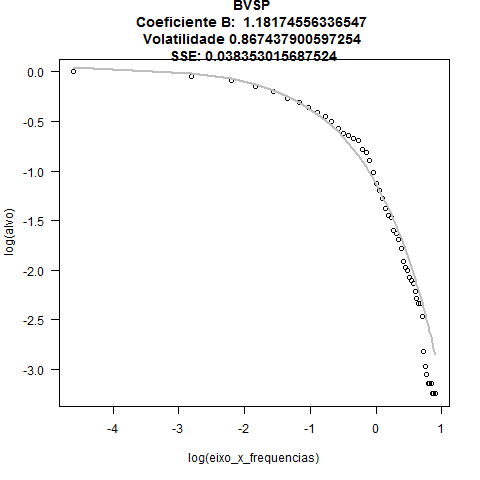 BVSP
Coeficiente B:  1.18174556336547
Volatilidade 0.867437900597254
SSE: 0.038353015687524
0.0
-0.5
-1.0
-1.5
-2.0
-2.5
-3.0
log(alvo)
-4
-3
-2
-1
0
1
log(eixo_x_frequencias)